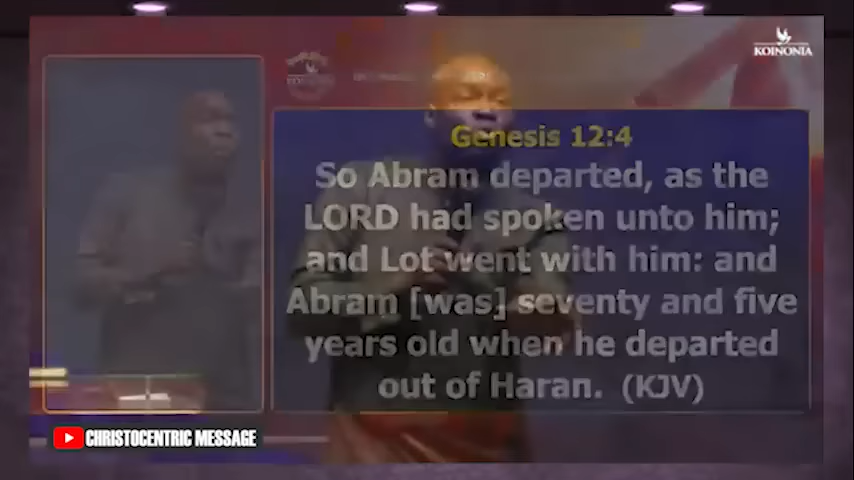 KOINONIA
Genesis 12:4
So Abram departed, as the
LORD had spoken unto him;
and Lot went with him: and
Abram [was] seventy and five
years old when he departed
out of Haran. (KJV)
CHRISTOCENTRIC MESSAGE